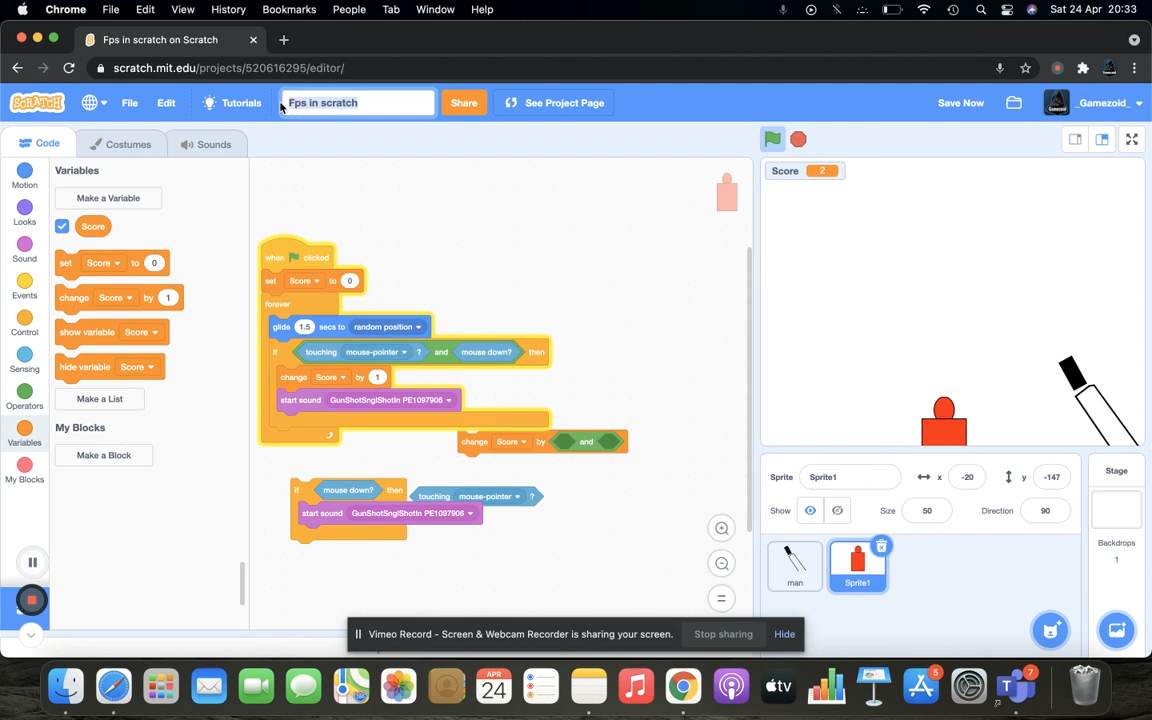 Chrome File Edit View History Bookmarks People Tab Window Help Sat 24 Apr 20:33
Fps in scratch on Scratch
scratch.mit.edu/projects/520616295/editor/
SCRATCH File Edit Tutorials Fps in scratch Share See Project Page Save Now _Gamezoid_
Code Costumes Sounds
Motion
Looks
Sound
Events
Control
Sensing
Operators
Variables
My Blocks
Variables
Make a Variable
Score
set Score to 0
change Score by 1
show variable Score
hide variable Score
Make a List
My Blocks
Make a Block
when clicked
set Score to 0
forever
glide 1.5 secs to random position
if touching mouse-pointer ? and mouse down? then
change Score by 1
start sound GunShotSnglShotIn PE1097906
change Score by and
if mouse down? then touching mouse-pointer ?
start sound GunShotSnglShotIn PE1097906
Score 2
Sprite Sprite1 x -20 y -147
Show Size 50 Direction 90
man
Sprite1
Stage
Backdrops
1
Vimeo Record - Screen & Webcam Recorder is sharing your screen. Stop sharing Hide
APR
24
tv
5
7
T